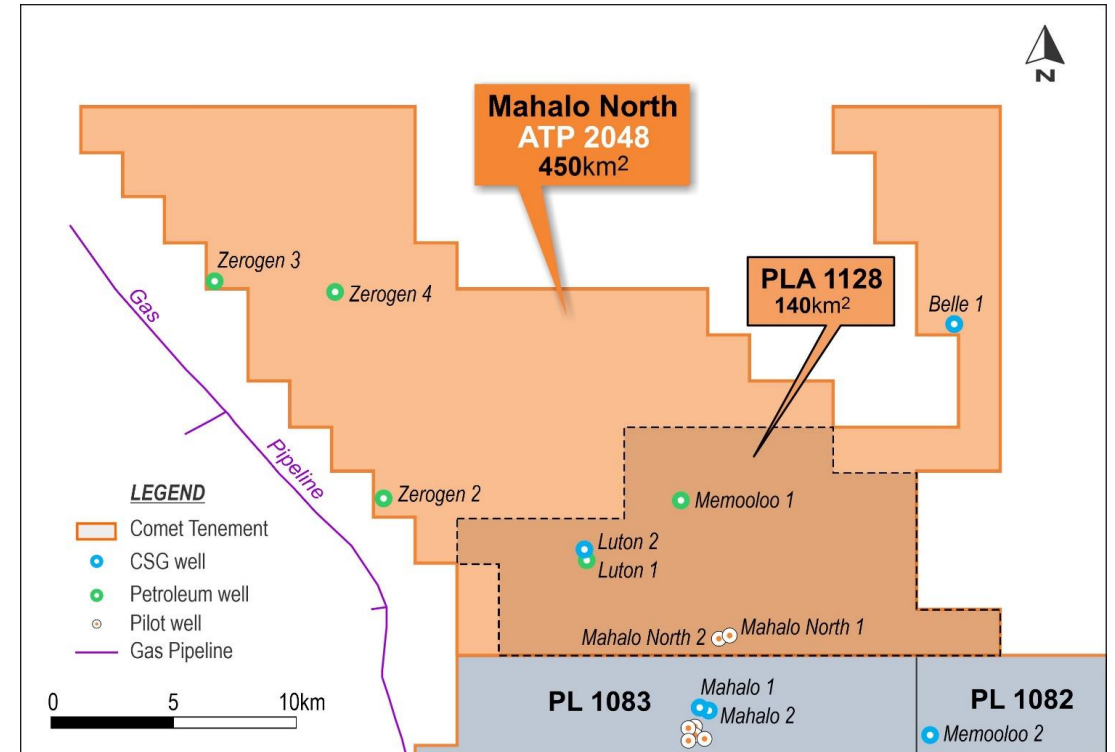 N
Mahalo North
ATP 2048
450km²
PLA 1128
140km²
Zerogen 3
Zerogen 4
Belle 1
Gas
Pipeline
Zerogen 2
Memooloo 1
Luton 2
Luton 1
Mahalo North 2
Mahalo North 1
LEGEND
Comet Tenement
CSG well
Petroleum well
Pilot well
Gas Pipeline
0 5 10km
PL 1083
Mahalo 1
Mahalo 2
PL 1082
Memooloo 2